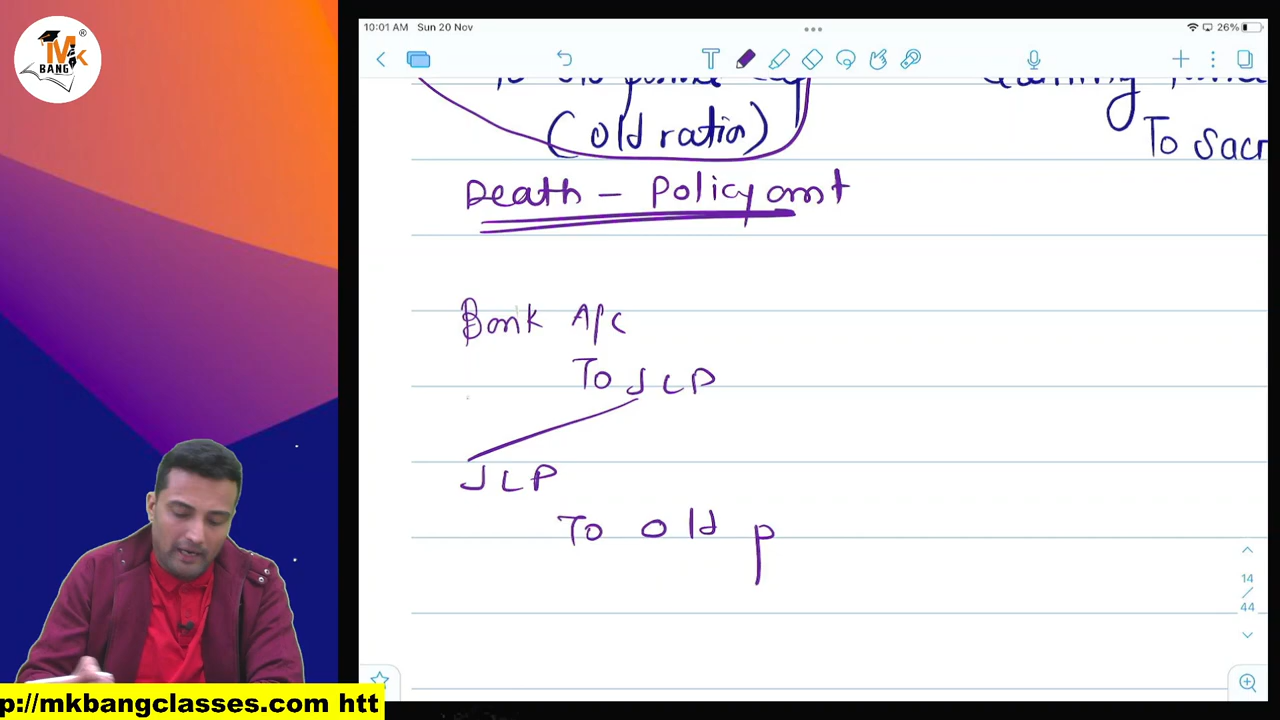 MK
BANG
®
10:01 AM Sun 20 Nov
26%
T
(old ratio)
To Sacr
Death - Policy amt
Bank A/C
To JLP
JLP
To old p
14
/
44
p://mkbangclasses.com htt